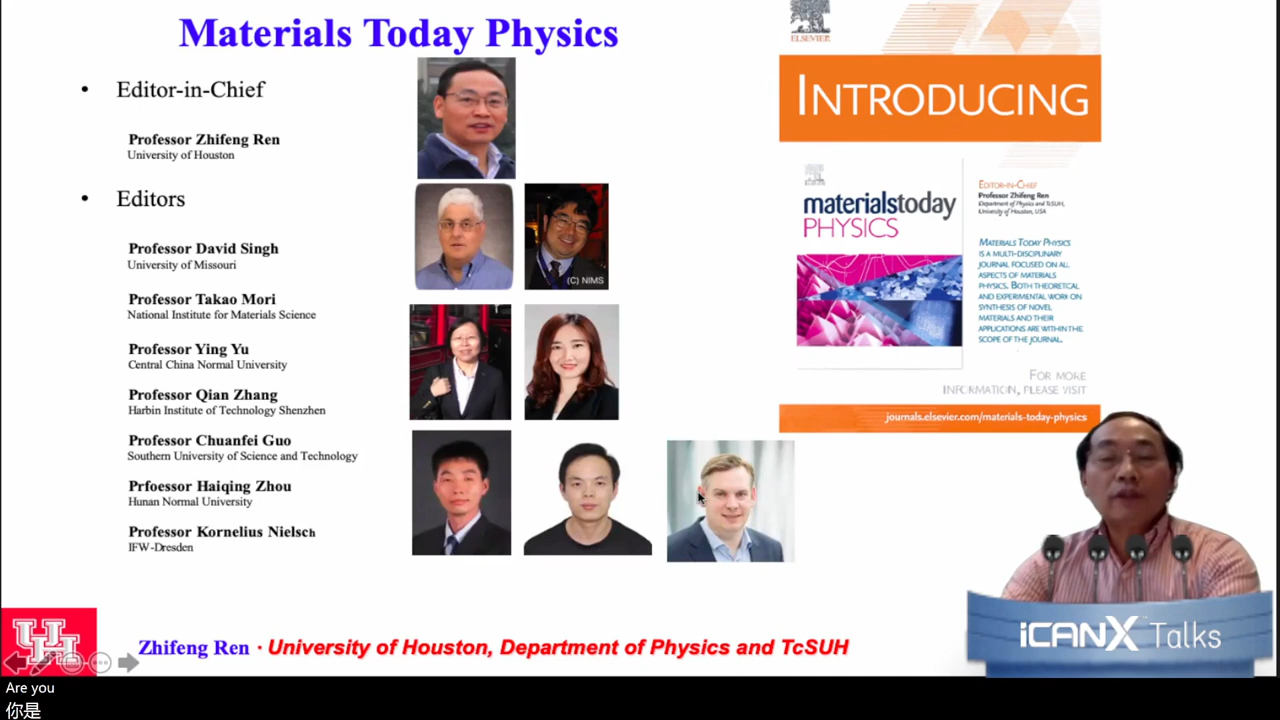 Materials Today Physics
• Editor-in-Chief
Professor Zhifeng Ren
University of Houston
• Editors
Professor David Singh
University of Missouri
Professor Takao Mori
National Institute for Materials Science
Professor Ying Yu
Central China Normal University
Professor Qian Zhang
Harbin Institute of Technology Shenzhen
Professor Chuanfei Guo
Southern University of Science and Technology
Prfoessor Haiqing Zhou
Hunan Normal University
Professor Kornelius Nielsch
IFW-Dresden
(C) NIMS
ELSEVIER
INTRODUCING
materialstoday
PHYSICS
EDITOR-IN-CHIEF
Professor Zhifeng Ren
Department of Physics and TcSUH,
University of Houston, USA
MATERIALS TODAY PHYSICS
IS A MULTI-DISCIPLINARY
JOURNAL FOCUSED ON ALL
ASPECTS OF MATERIALS
PHYSICS. BOTH THEORETICAL
AND EXPERIMENTAL WORK ON
SYNTHESIS OF NOVEL
MATERIALS AND THEIR
APPLICATIONS ARE WITHIN THE
SCOPE OF THE JOURNAL.
FOR MORE
INFORMATION, PLEASE VISIT
journals.elsevier.com/materials-today-physics
iCANX Talks
UH
Zhifeng Ren · University of Houston, Department of Physics and TcSUH
Are you
你是